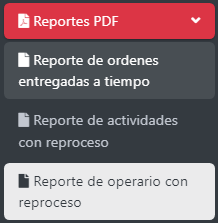 Reportes PDF
Reporte de ordenes
entregadas a tiempo
Reporte de actividades
con reproceso
Reporte de operario con
reproceso